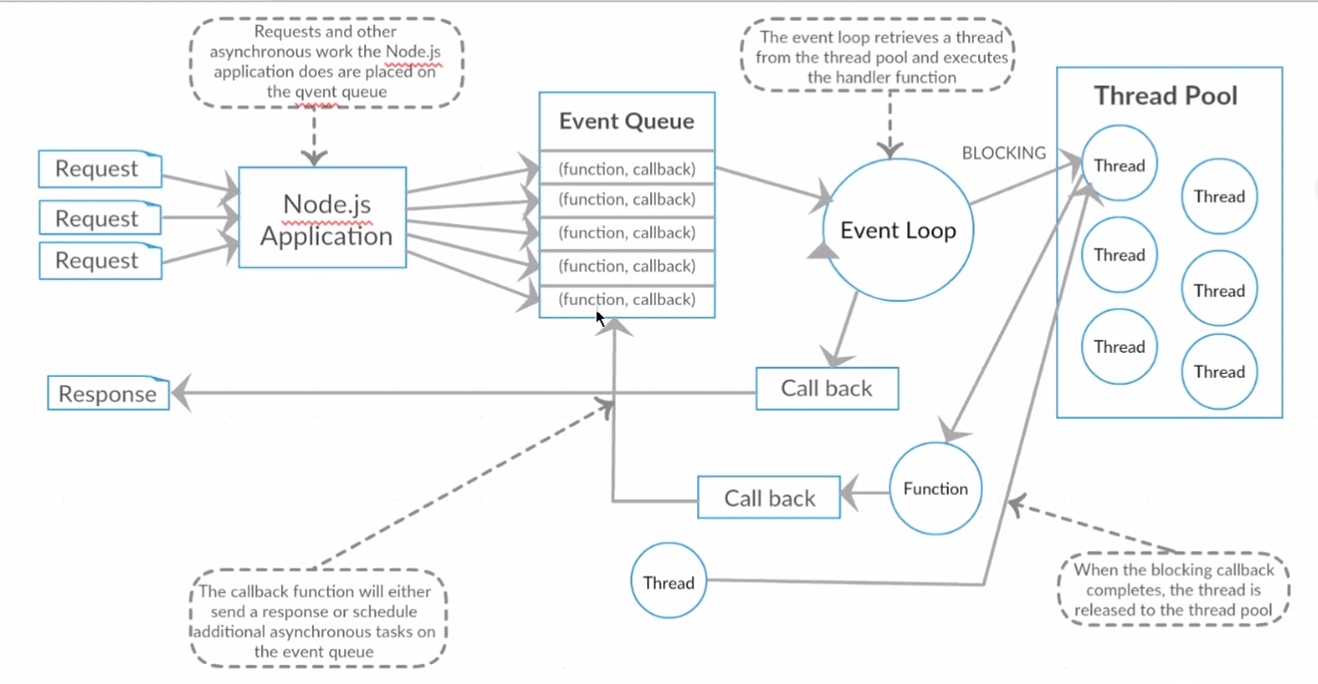 Requests and other
asynchronous work the Node.js
application does are placed on
the qvent queue
The event loop retrieves a thread
from the thread pool and executes
the handler function
Thread Pool
Event Queue
Request
Request
Request
Node.js
Application
(function, callback)
(function, callback)
(function, callback)
(function, callback)
(function, callback)
Event Loop
BLOCKING
Thread
Thread
Thread
Thread
Thread
Thread
Response
Call back
Call back
Function
Thread
The callback function will either
send a response or schedule
additional asynchronous tasks on
the event queue
When the blocking callback
completes, the thread is
released to the thread pool